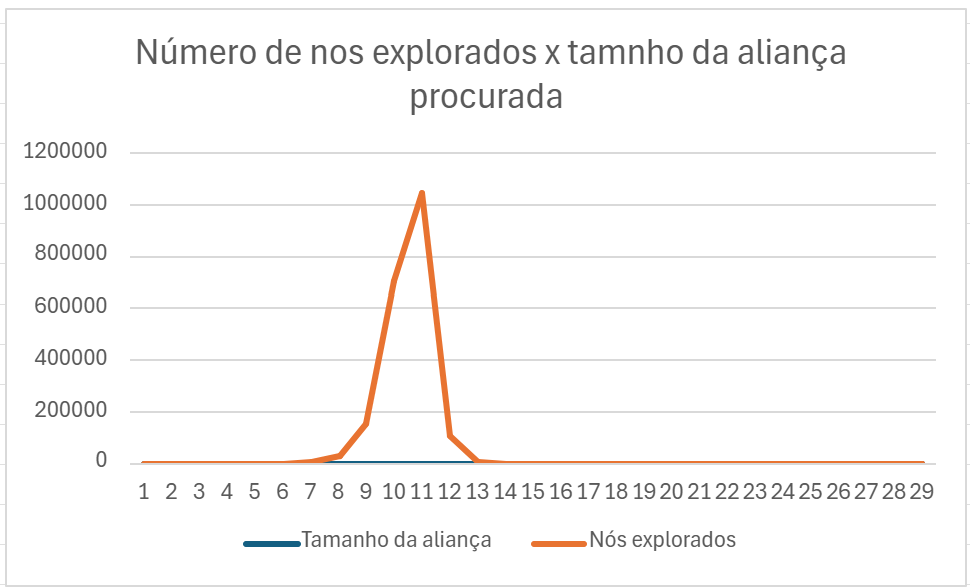 Número de nos explorados x tamnho da aliança
procurada
1200000
1000000
800000
600000
400000
200000
0
1 2 3 4 5 6 7 8 9 10 11 12 13 14 15 16 17 18 19 20 21 22 23 24 25 26 27 28 29
Tamanho da aliança Nós explorados